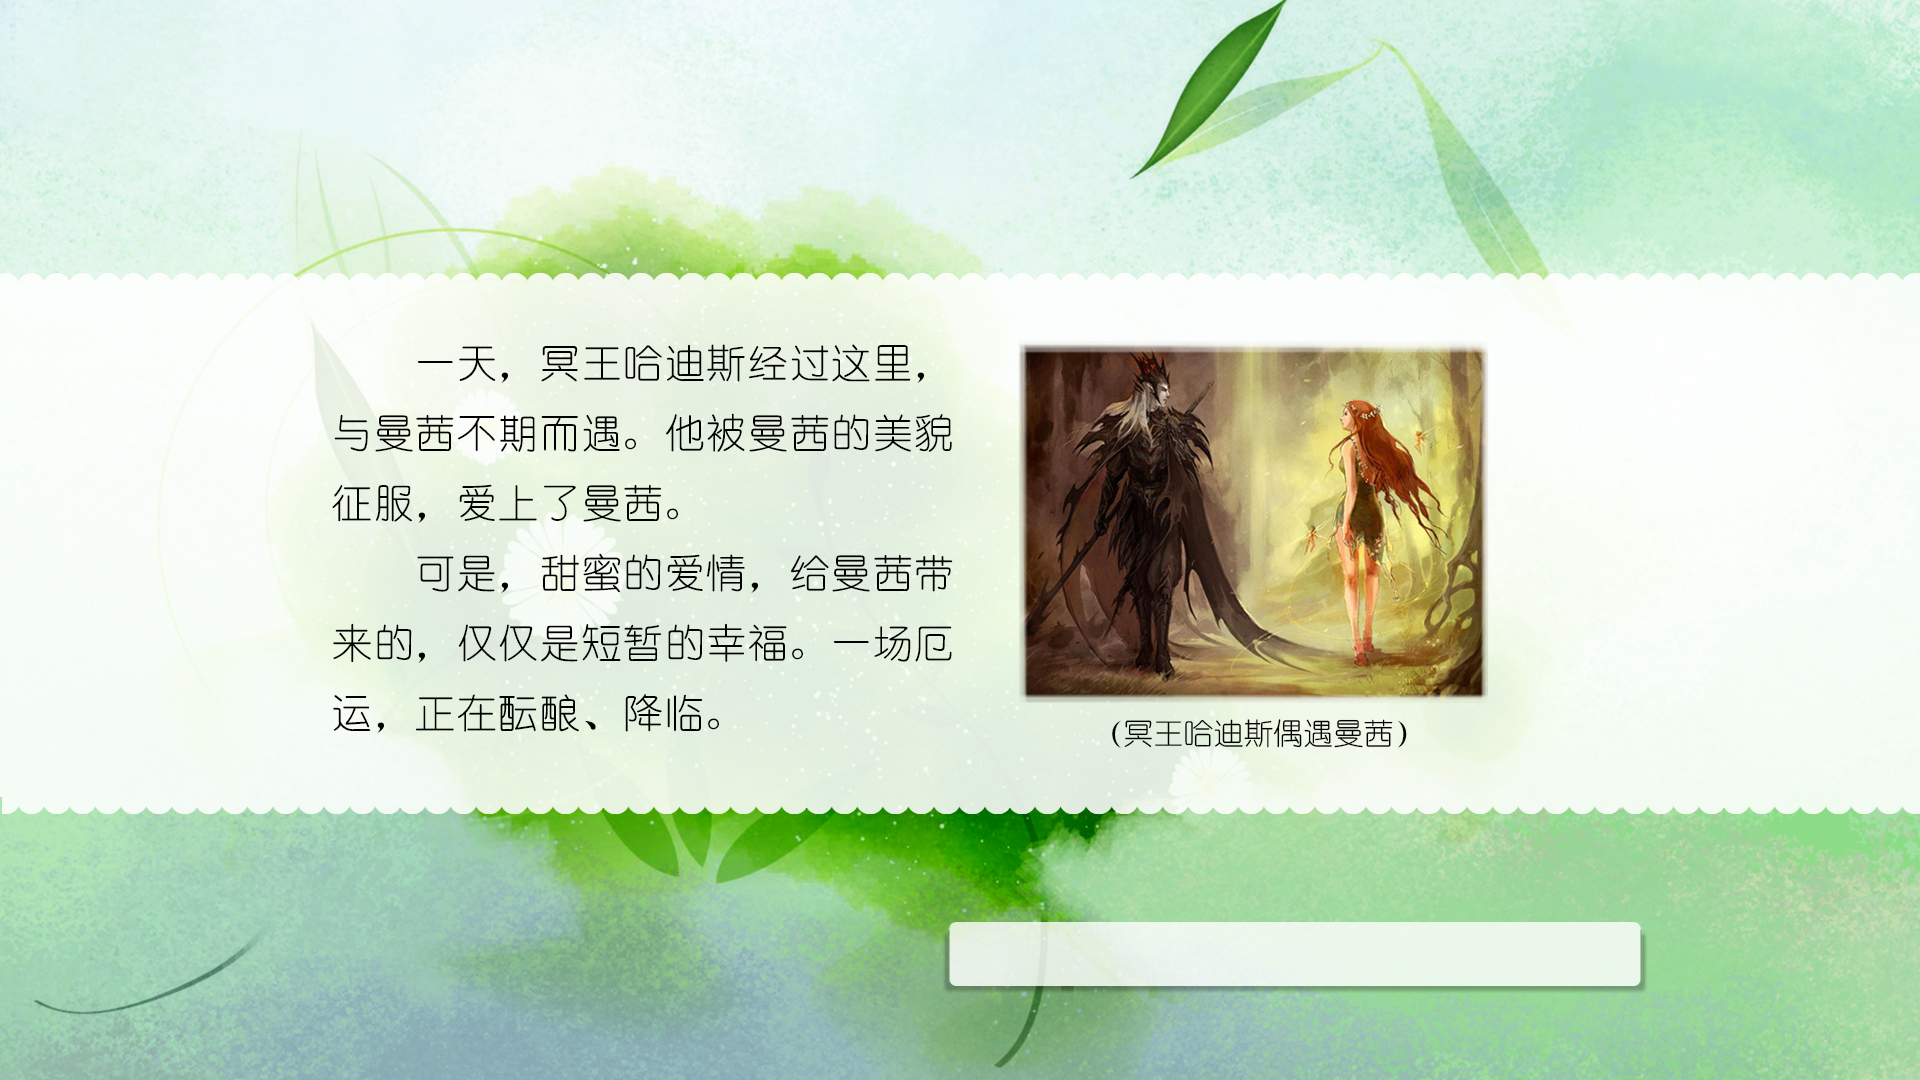 一天，冥王哈迪斯经过这里，
与曼茜不期而遇。他被曼茜的美貌
征服，爱上了曼茜。
可是，甜蜜的爱情，给曼茜带
来的，仅仅是短暂的幸福。一场厄
运，正在酝酿、降临。
（冥王哈迪斯偶遇曼茜）